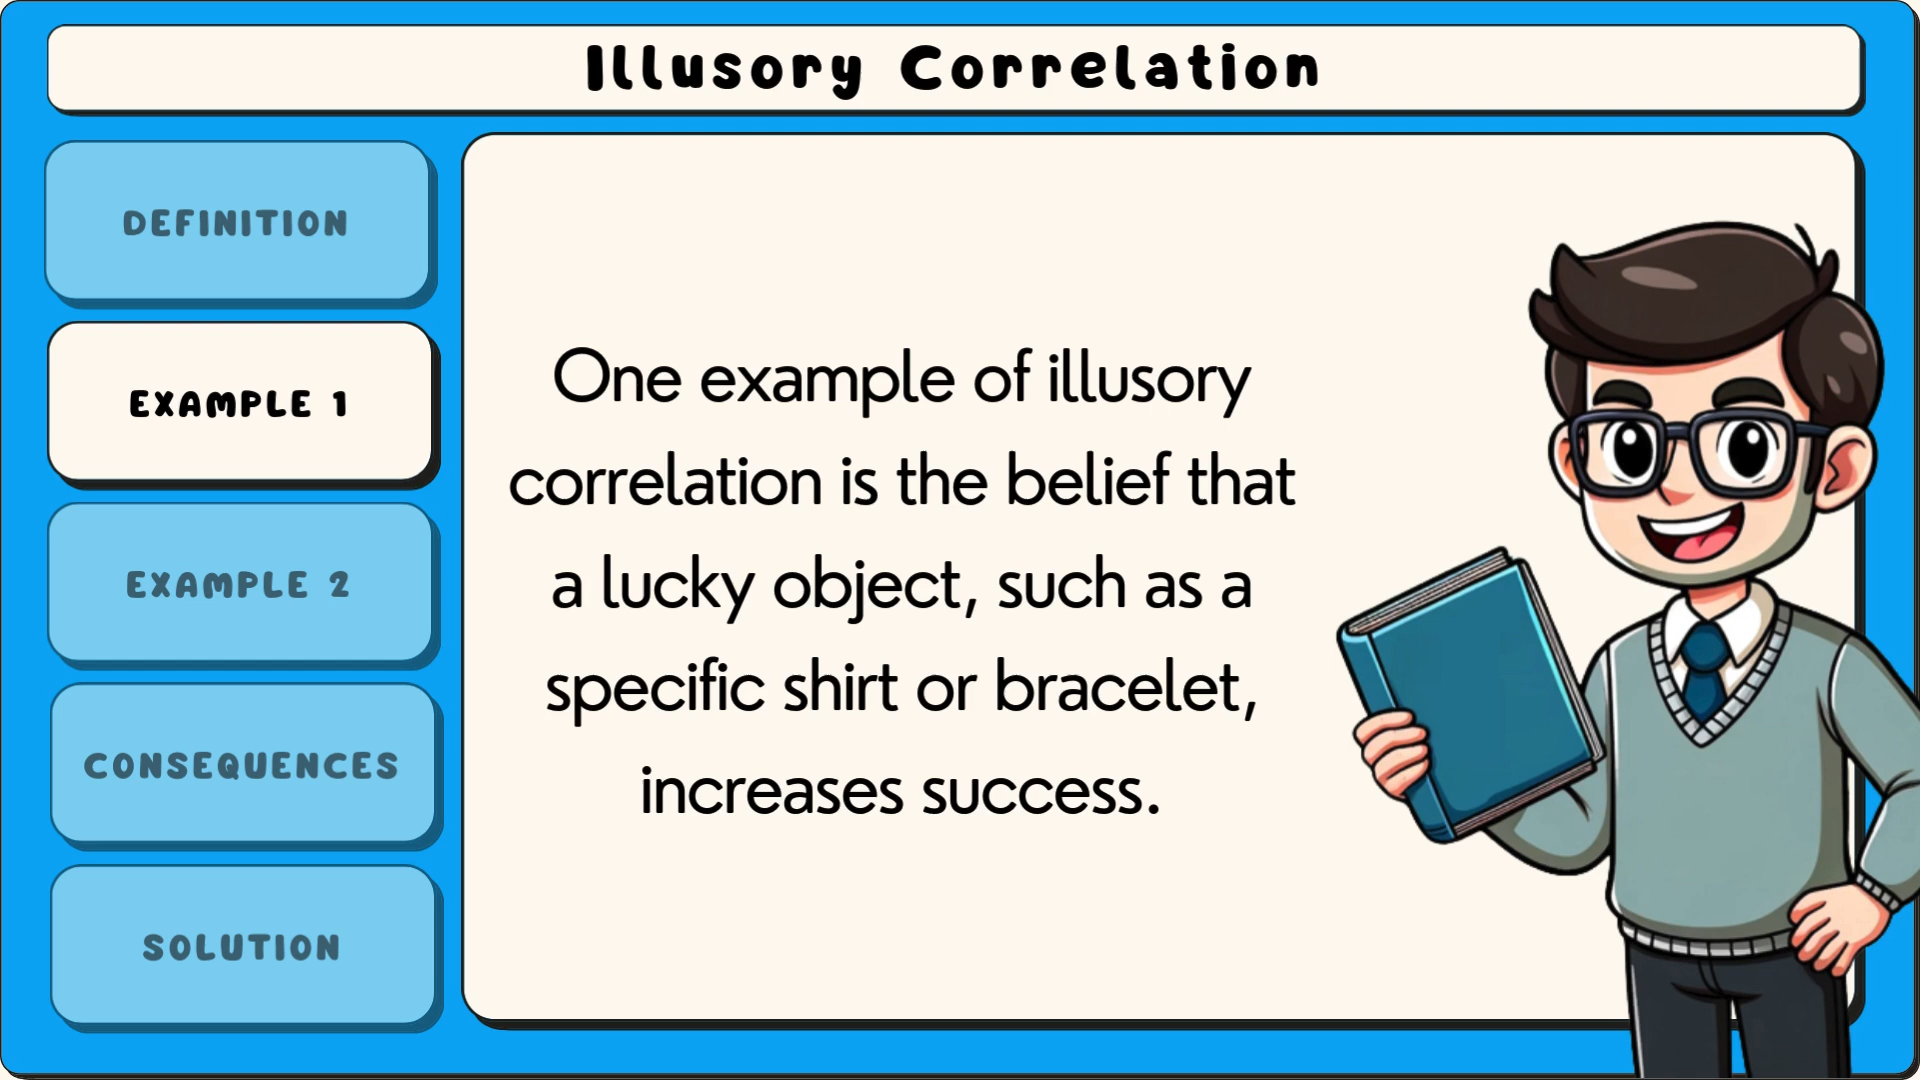 Illusory Correlation
DEFINITION
EXAMPLE 1
EXAMPLE 2
CONSEQUENCES
SOLUTION
One example of illusory
correlation is the belief that
a lucky object, such as a
specific shirt or bracelet,
increases success.